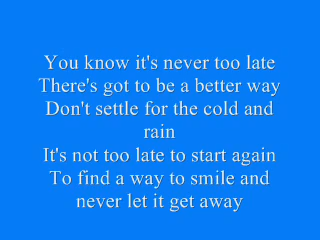 You know it's never too late
There's got to be a better way
Don't settle for the cold and
rain
It's not too late to start again
To find a way to smile and
never let it get away